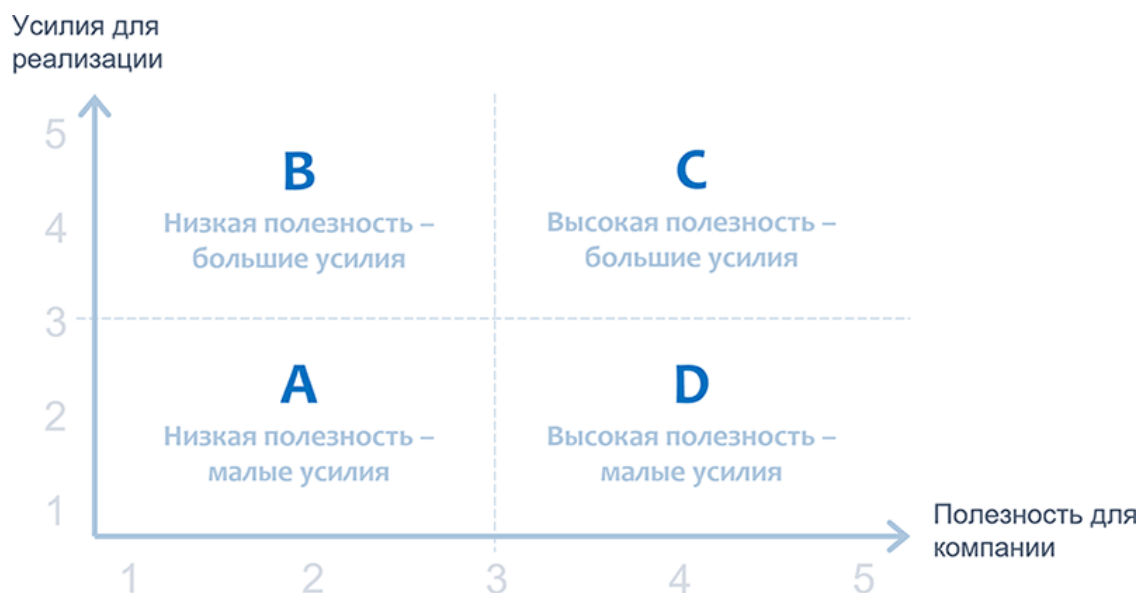 Усилия для
реализации
5
B
C
Низкая полезность –
большие усилия
Высокая полезность –
большие усилия
4
3
A
D
2
Низкая полезность –
малые усилия
Высокая полезность –
малые усилия
1
Полезность для
компании
1 2 3 4 5